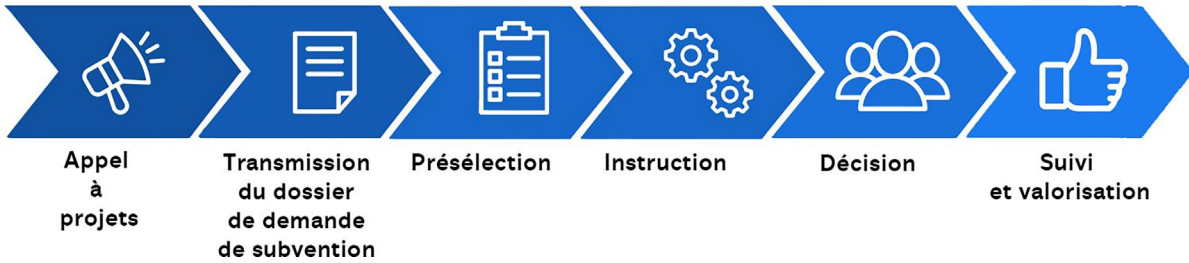 Appel
à
projets
Transmission
du dossier
de demande
de subvention
Présélection
Instruction
Décision
Suivi
et valorisation